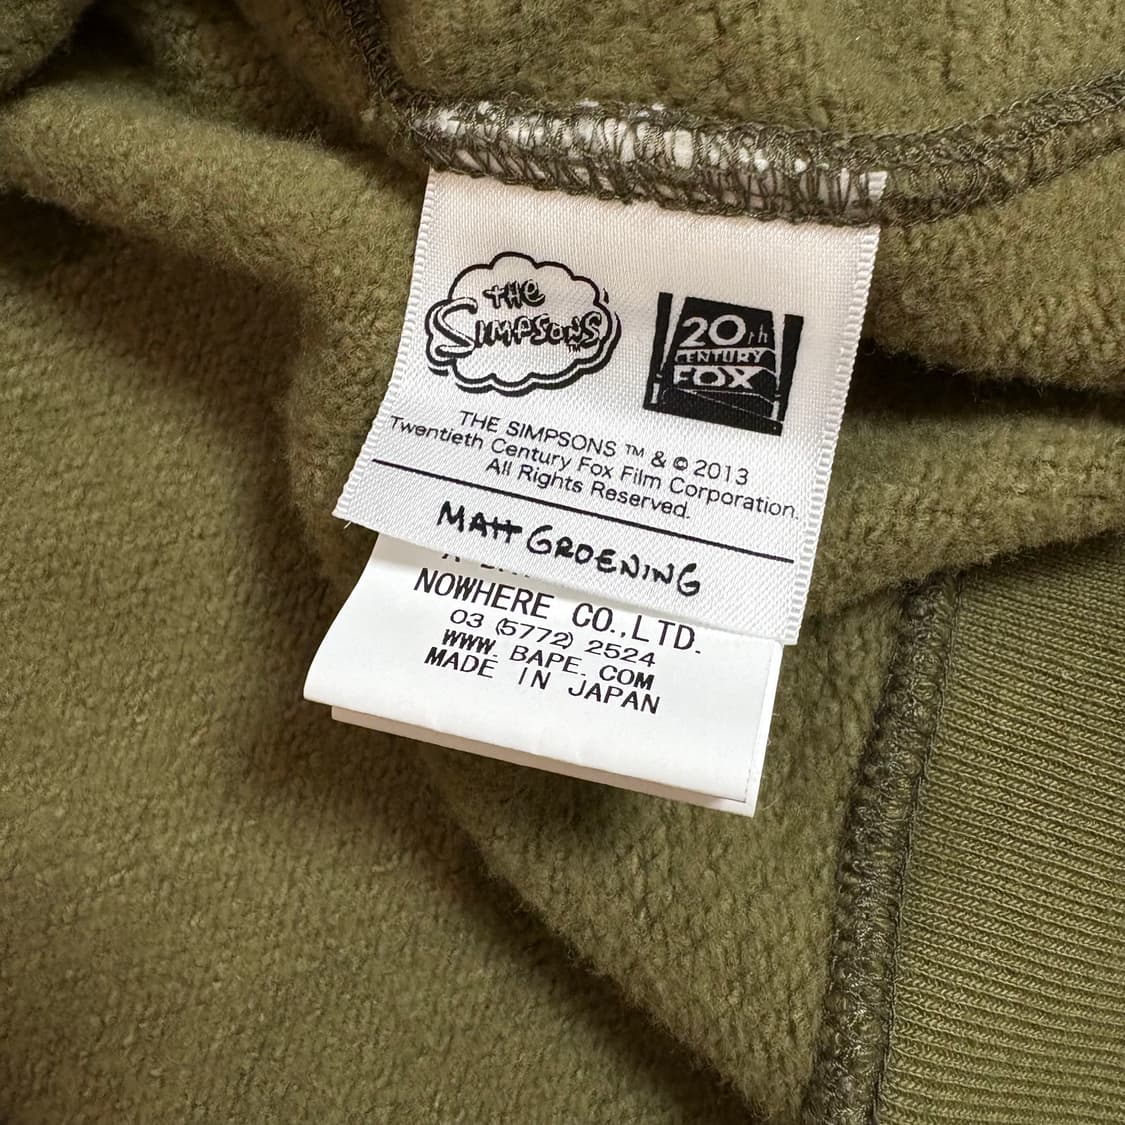 THE
SIMPSONS
TM
20th
CENTURY
FOX
THE SIMPSONS ™ & © 2013
Twentieth Century Fox Film Corporation.
All Rights Reserved.
MATT GROENING
NOWHERE CO.,LTD.
03 (5772) 2524
WWW. BAPE. COM
MADE IN JAPAN